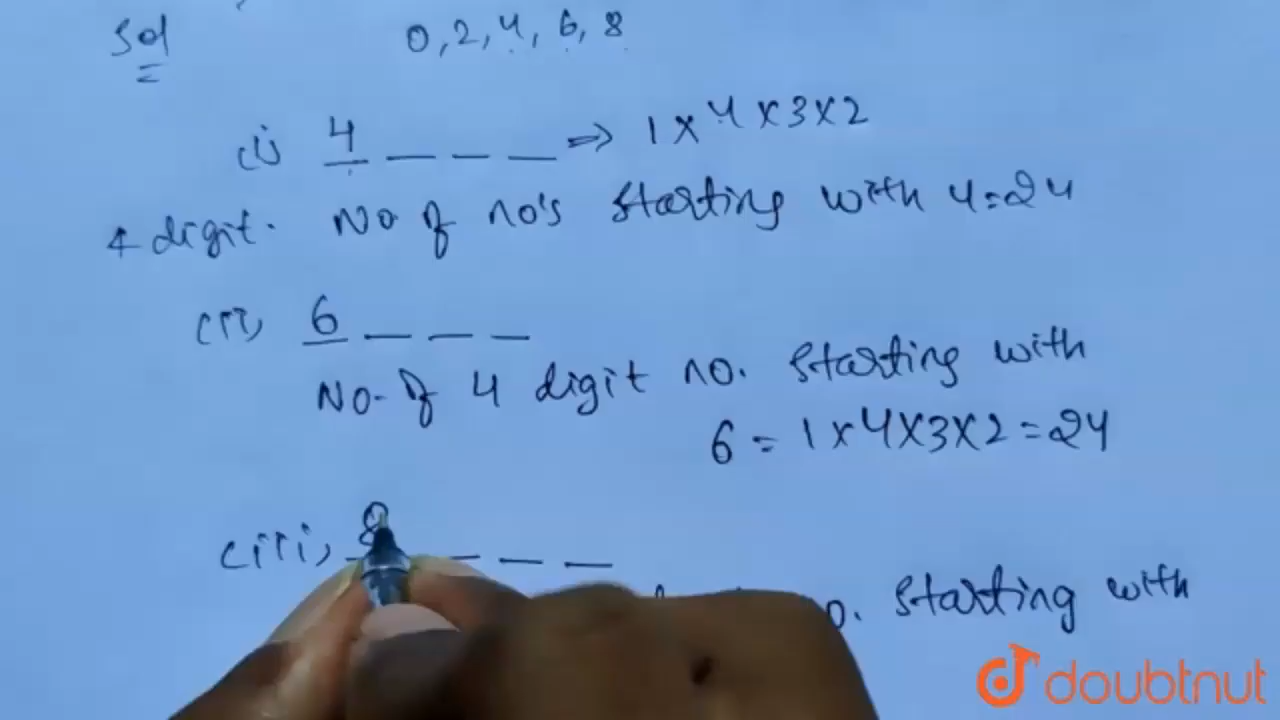 Sol
0, 2, 4, 6, 8
(i) 4 _ _ _ ⇒ 1 x 4 x 3 x 2
4 digit. No of no's starting with 4 = 24
(ii) 6 _ _ _
No. of 4 digit no. starting with
6 = 1 x 4 x 3 x 2 = 24
(iii) 8 _ _ _
no. starting with
doubtnut